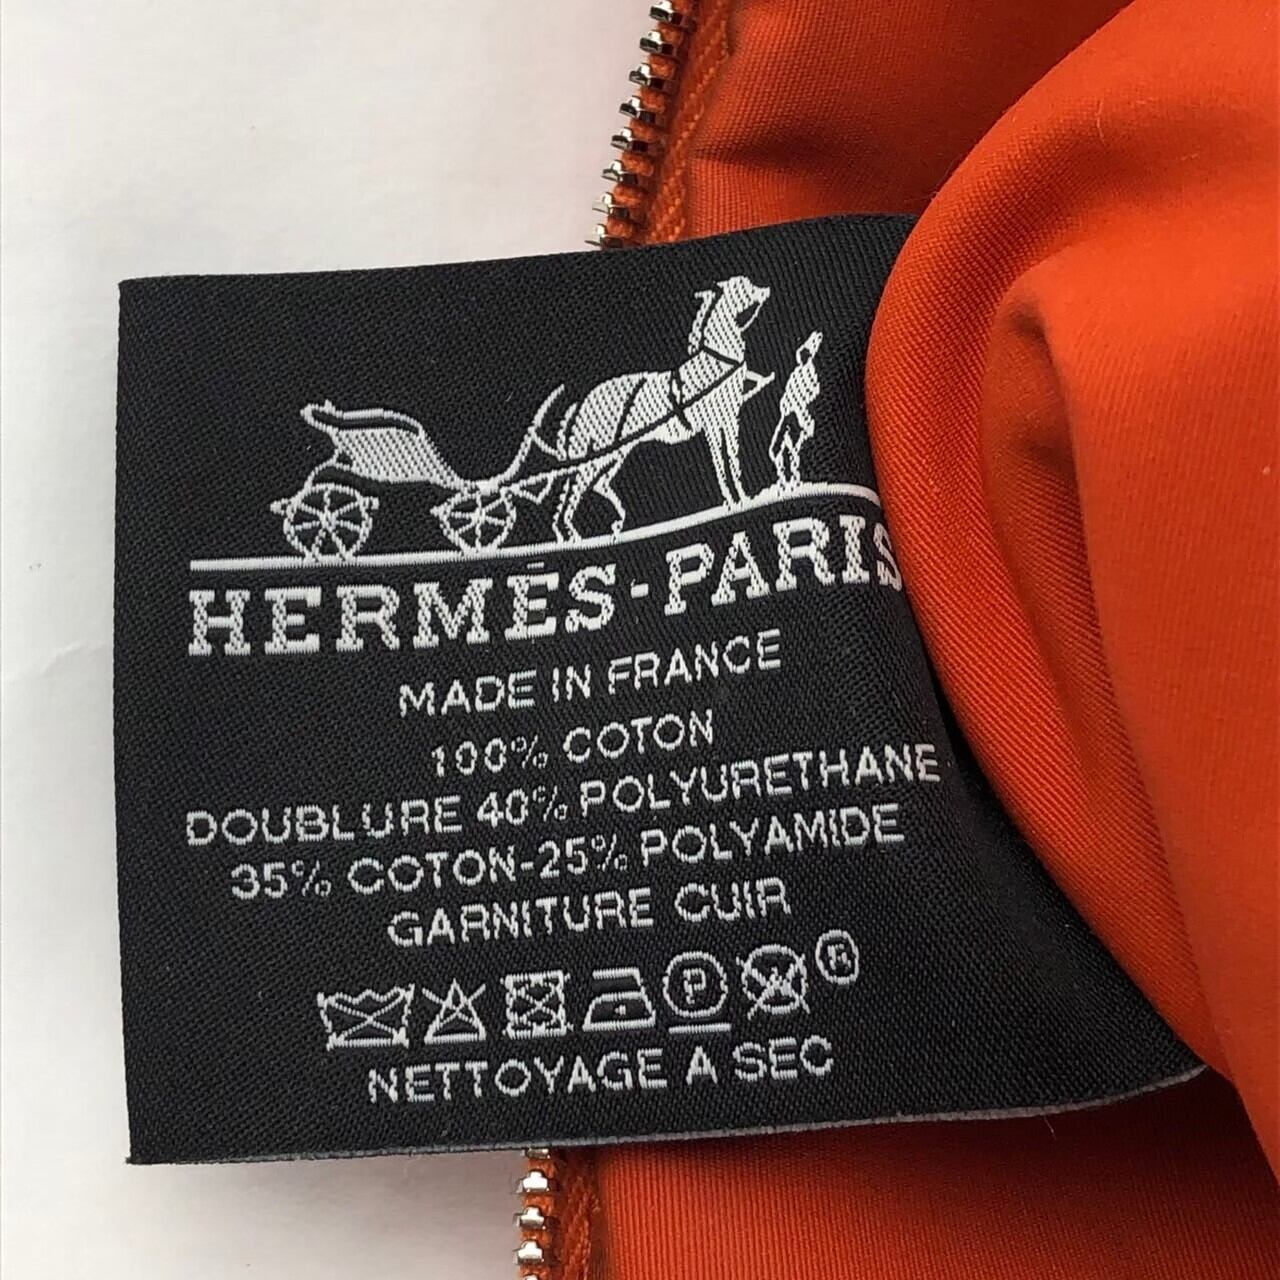 HERMÈS-PARIS
MADE IN FRANCE
100% COTON
DOUBLURE 40% POLYURETHANE
35% COTON-25% POLYAMIDE
GARNITURE CUIR
P ®
NETTOYAGE A SEC